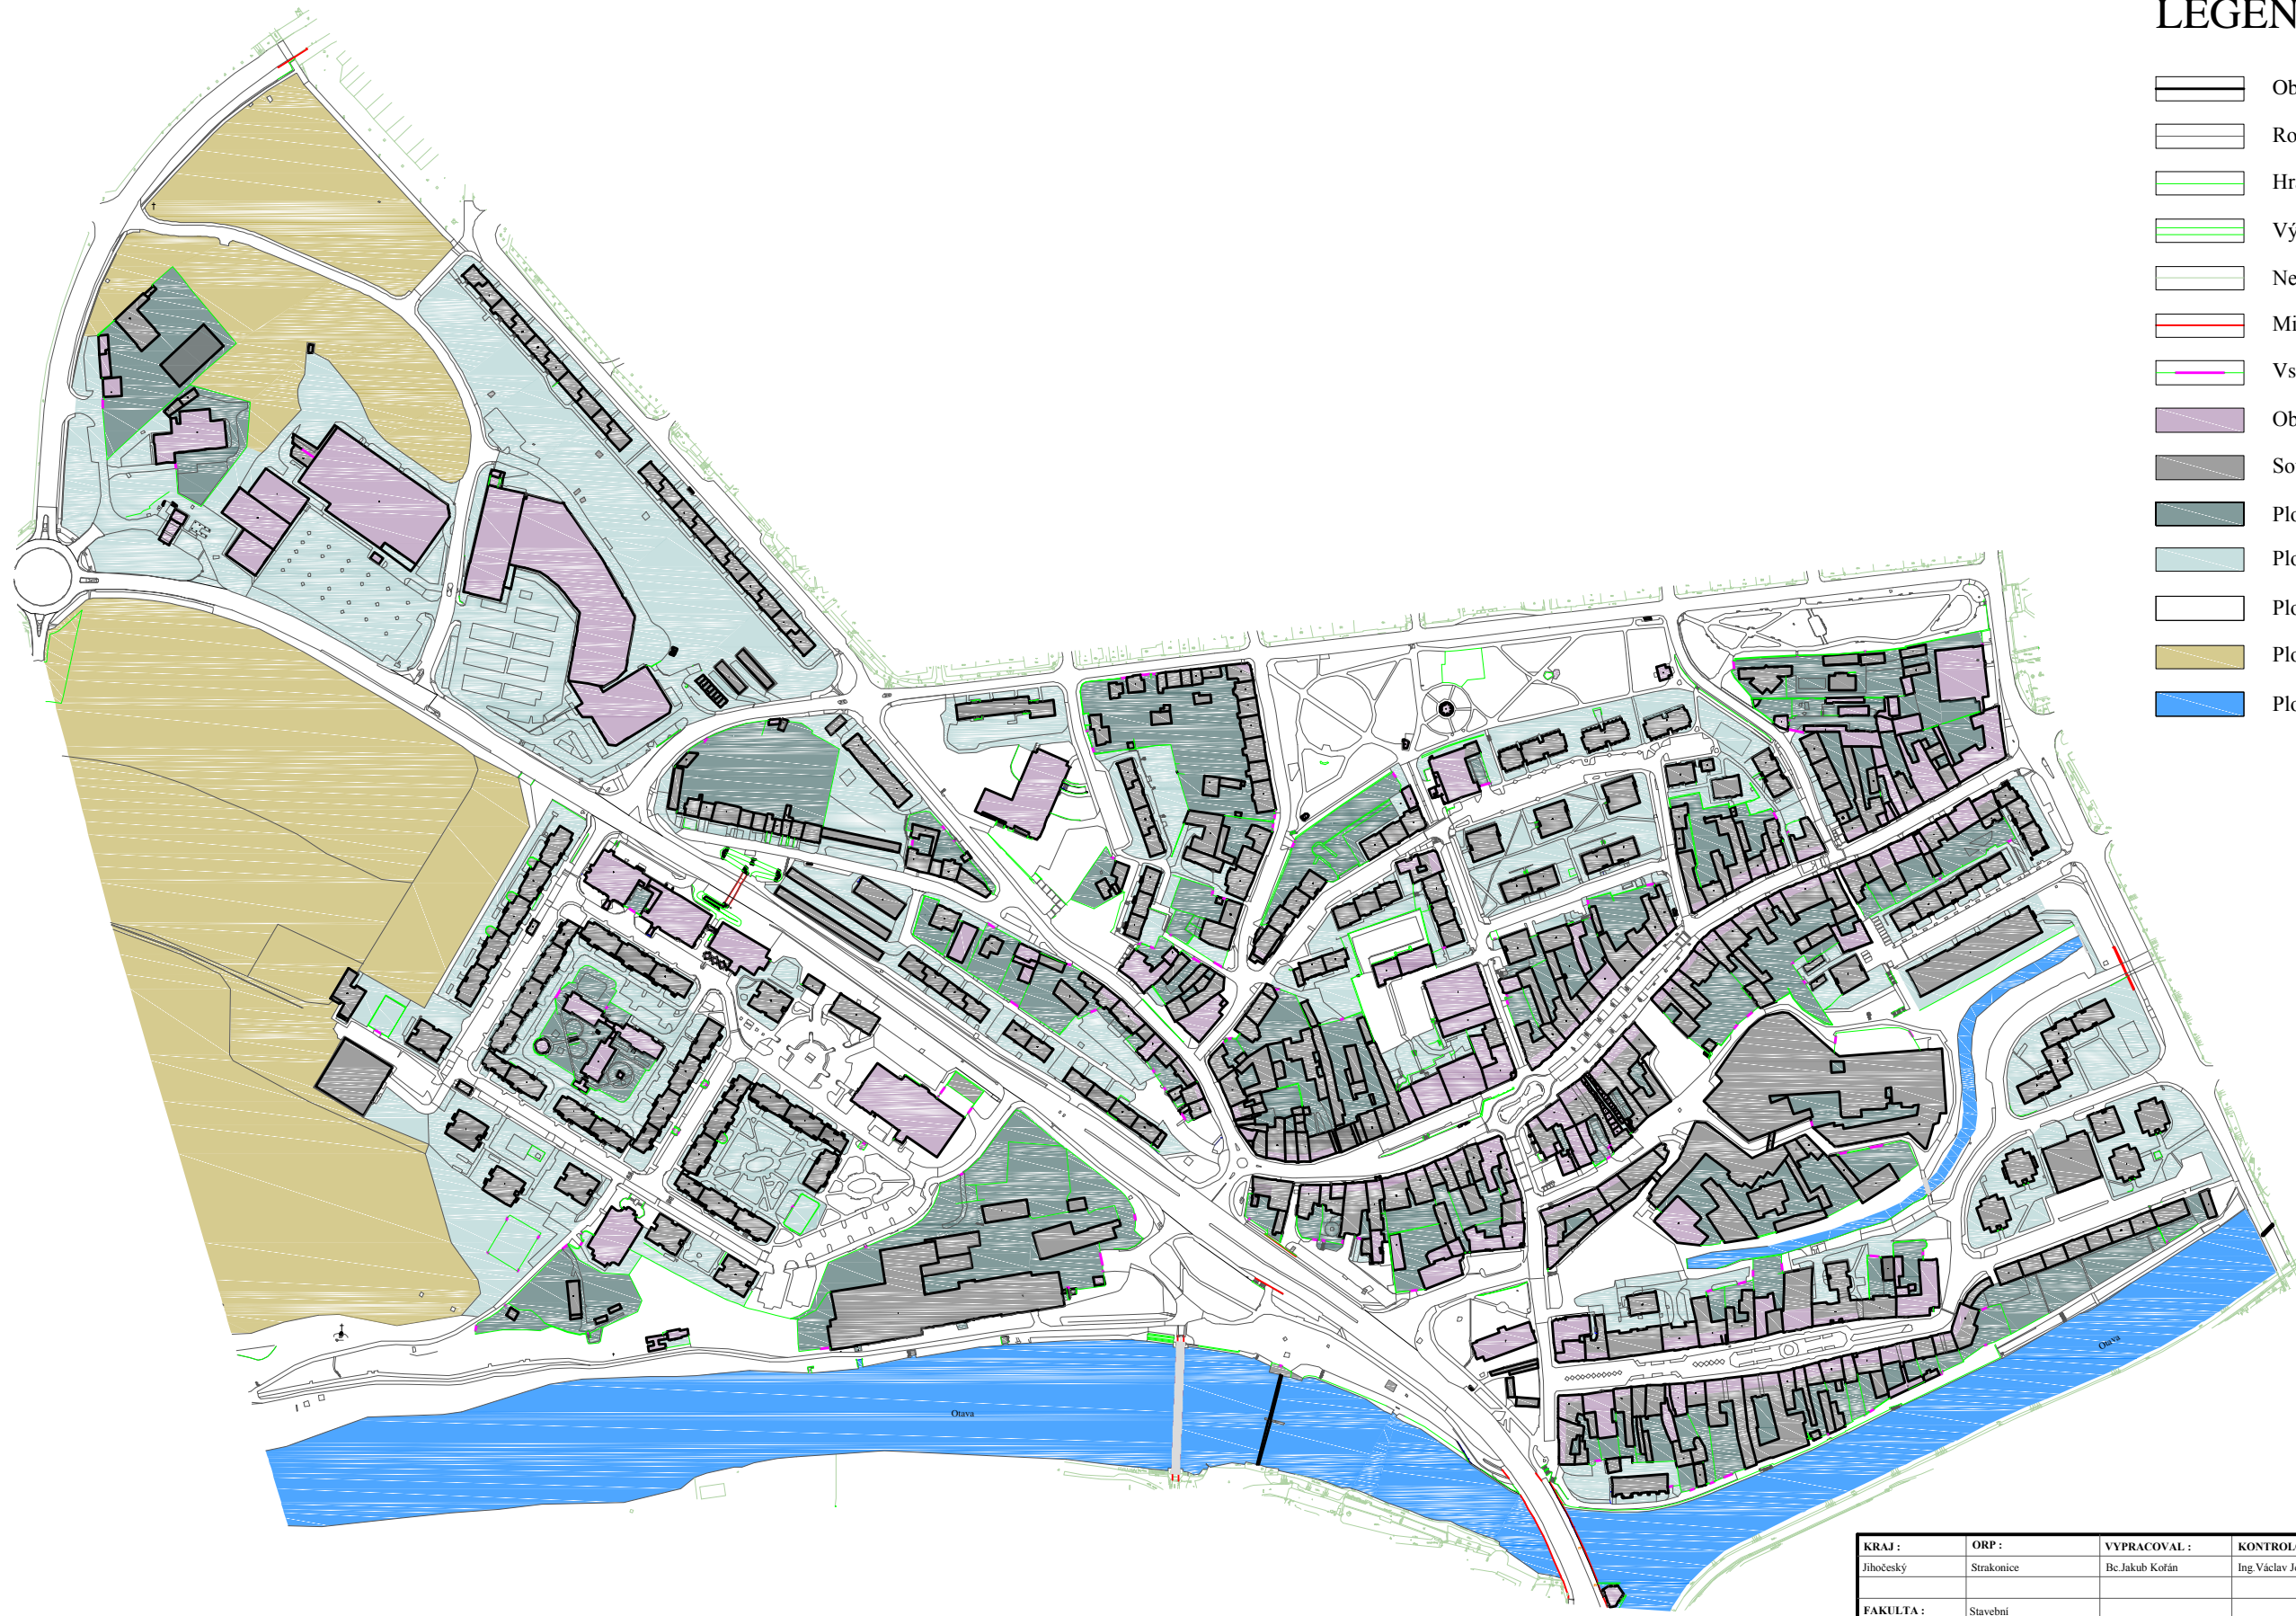 LEGEN
Ob
Ro
Hr
Vý
Ne
Mi
Vs
Ob
So
Plo
Plo
Plo
Plo
Plo
Otava
Otava
KRAJ : ORP : VYPRACOVAL : KONTROL
Jihočeský Strakonice Bc.Jakub Kořán Ing.Václav J
FAKULTA : Stavební